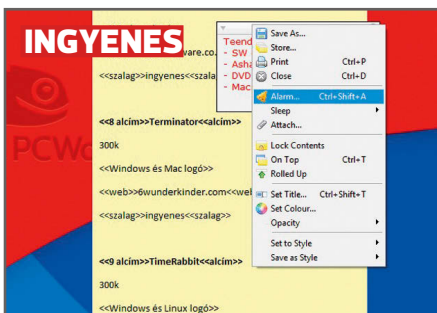 INGYENES
ware.co.
<<szalag>>ingyenes<<szala
<<8 alcím>>Terminator<<alcím>>
300k
<<Windows és Mac logó>>
<<web>>6wunderkinder.com<<we
<<szalag>>ingyenes<<szalag>>
<<9 alcím>>TimeRabbit<<alcím>>
300k
<<Windows és Linux logó>>
PCWo
Teend
- SW
- Asha
- DVD
- Mac
Save As...
Store...
Print Ctrl+P
Close Ctrl+D
Alarm... Ctrl+Shift+A
Sleep
Attach...
Lock Contents
On Top Ctrl+T
Rolled Up
Set Title... Ctrl+Shift+T
Set Colour...
Opacity
Set to Style
Save as Style